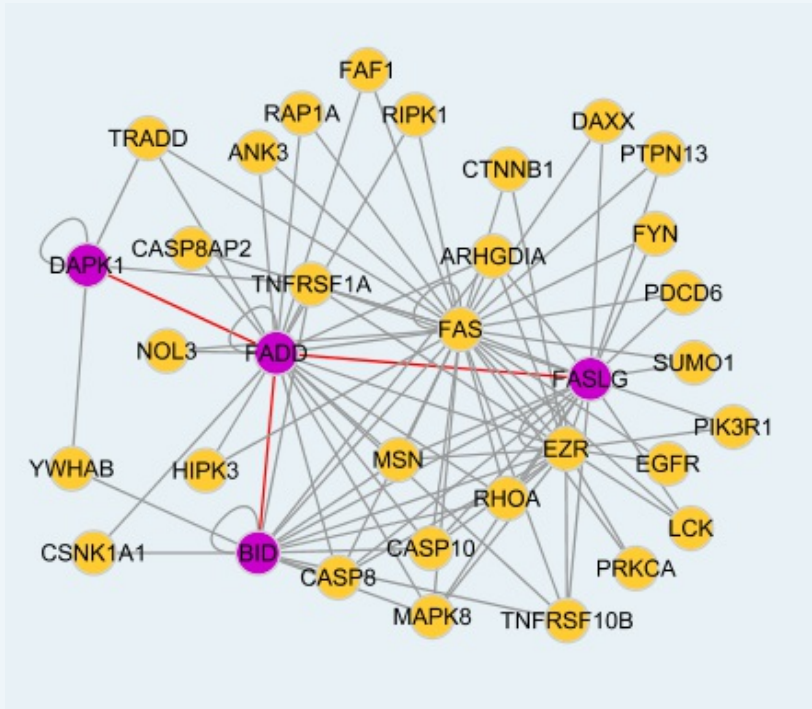 FAF1
RAP1A
RIPK1
DAXX
TRADD
ANK3
PTPN13
CTNNB1
FYN
CASP8AP2
ARHGDIA
DAPK1
TNFRSF1A
PDCD6
FAS
NOL3
FADD
SUMO1
FASLG
PIK3R1
EZR
MSN
EGFR
YWHAB
HIPK3
RHOA
LCK
CSNK1A1
BID
CASP10
PRKCA
CASP8
MAPK8
TNFRSF10B